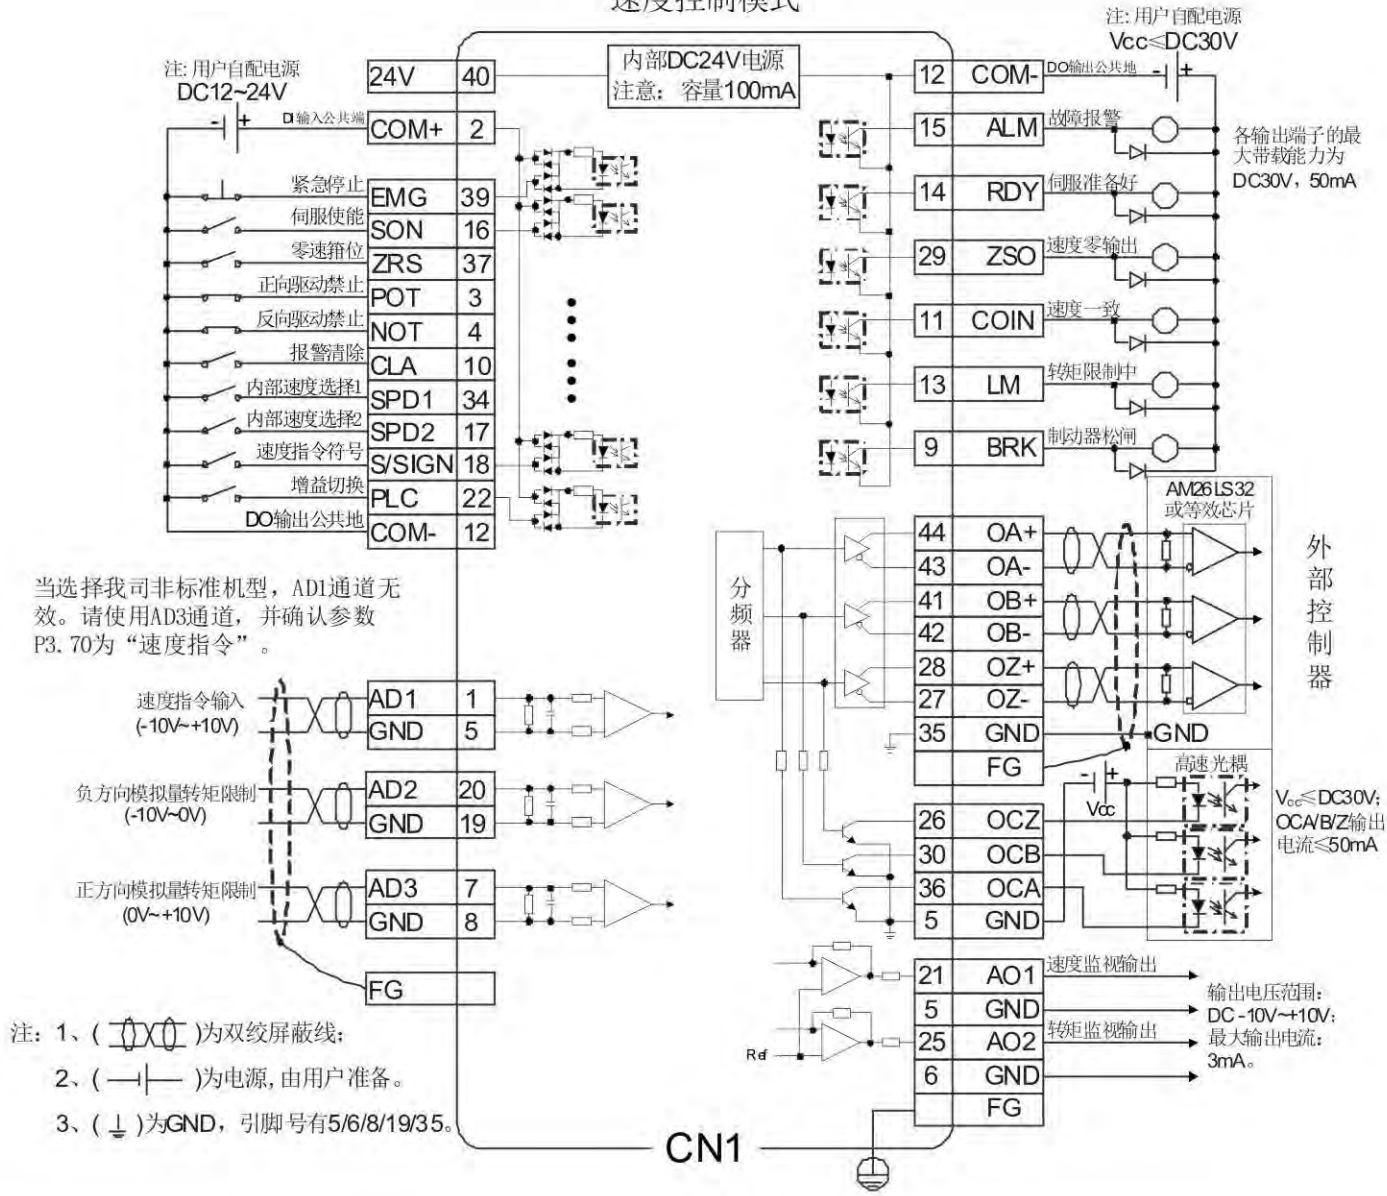 速度控制模式
注:用户自配电源
DC12~24V
24V 40
DI输入公共端 COM+ 2
紧急停止 EMG 39
伺服使能 SON 16
零速箝位 ZRS 37
正向驱动禁止 POT 3
反向驱动禁止 NOT 4
报警清除 CLA 10
内部速度选择1 SPD1 34
内部速度选择2 SPD2 17
速度指令符号 S/SIGN 18
增益切换 PLC 22
DO输出公共地 COM- 12
内部DC24V电源
注意： 容量100mA
注:用户自配电源
Vcc≤DC30V
12 COM- DO输出公共地
15 ALM 故障报警
14 RDY 伺服准备好
29 ZSO 速度零输出
11 COIN 速度一致
13 LM 转矩限制中
9 BRK 制动器松闸
各输出端子的最
大带载能力为
DC30V，50mA
当选择我司非标准机型，AD1通道无
效。请使用AD3通道，并确认参数
P3.70为“速度指令”。
速度指令输入
(-10V~+10V)
AD1 1
GND 5
负方向模拟量转矩限制
(-10V~0V)
AD2 20
GND 19
正方向模拟量转矩限制
(0V~+10V)
AD3 7
GND 8
FG
分频器
44 OA+
43 OA-
41 OB+
42 OB-
28 OZ+
27 OZ-
35 GND
FG
AM26LS32
或等效芯片
GND
外部控制器
高速光耦
Vcc
26 OCZ
30 OCB
36 OCA
5 GND
Vcc≤DC30V;
OCA/B/Z输出
电流≤50mA
21 AO1 速度监视输出
5 GND
25 AO2 转矩监视输出
6 GND
FG
Ref
输出电压范围：
DC-10V~+10V;
最大输出电流：
3mA。
注：1、( )为双绞屏蔽线;
2、( )为电源,由用户准备。
3、( )为GND，引脚号有5/6/8/19/35。
CN1